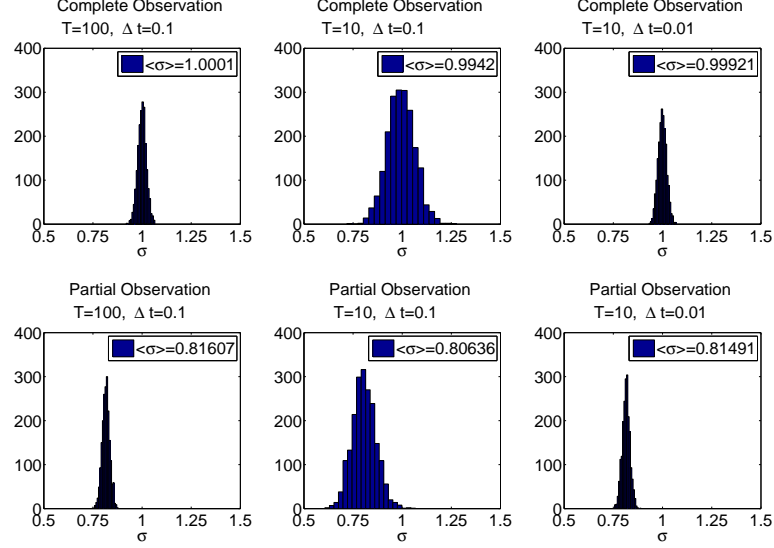 Complete Observation
T=100, Δ t=0.1
400
300
200
100
0
0.5 0.75 1 1.25 1.5
σ
<σ>=1.0001
Complete Observation
T=10, Δ t=0.1
400
300
200
100
0
0.5 0.75 1 1.25 1.5
σ
<σ>=0.9942
Complete Observation
T=10, Δ t=0.01
400
300
200
100
0
0.5 0.75 1 1.25 1.5
σ
<σ>=0.99921
Partial Observation
T=100, Δ t=0.1
400
300
200
100
0
0.5 0.75 1 1.25 1.5
σ
<σ>=0.81607
Partial Observation
T=10, Δ t=0.1
400
300
200
100
0
0.5 0.75 1 1.25 1.5
σ
<σ>=0.80636
Partial Observation
T=10, Δ t=0.01
400
300
200
100
0
0.5 0.75 1 1.25 1.5
σ
<σ>=0.81491